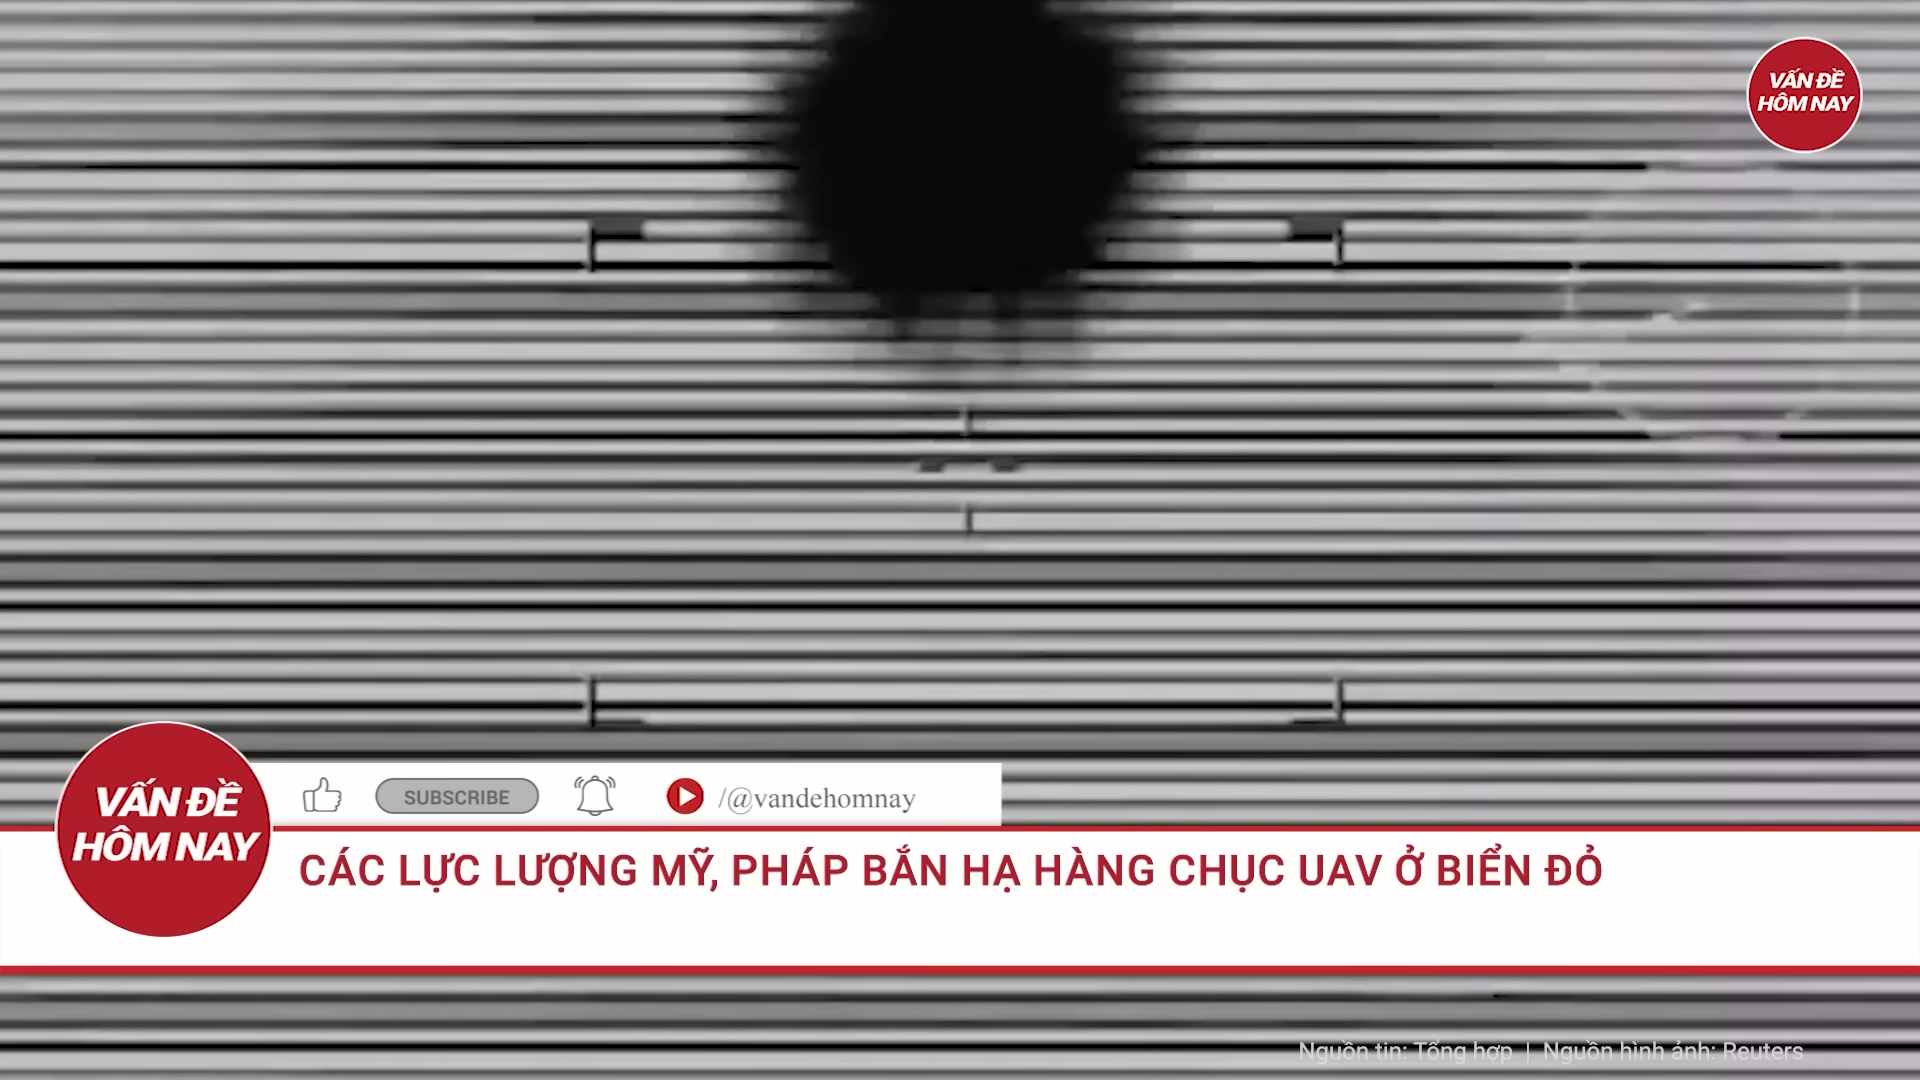 VẤN ĐỀ
HÔM NAY
VẤN ĐỀ
HÔM NAY
SUBSCRIBE
/@vandehomnay
CÁC LỰC LƯỢNG MỸ, PHÁP BẮN HẠ HÀNG CHỤC UAV Ở BIỂN ĐỎ
Nguồn tin: Tổng hợp | Nguồn hình ảnh: Reuters